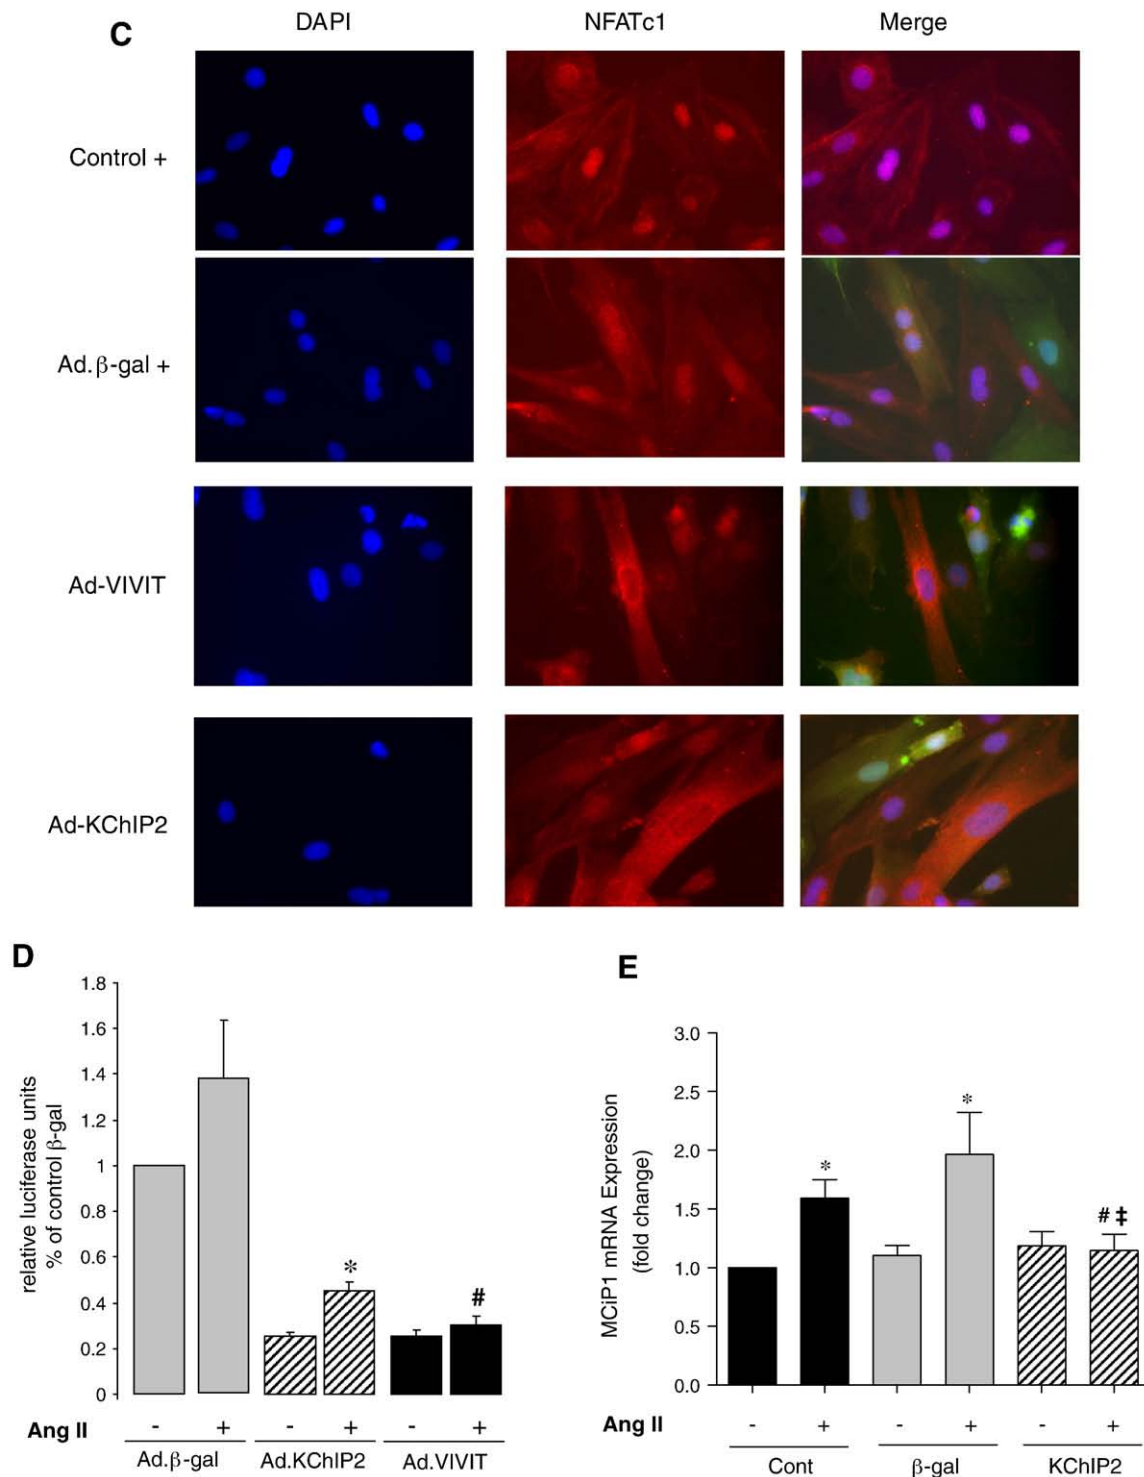 C
DAPI NFATc1 Merge
Control +
Ad.β-gal +
Ad-VIVIT
Ad-KChIP2
D
relative luciferase units
% of control β-gal
1.8
1.6
1.4
1.2
1
0.8
0.6
0.4
0.2
0
* #
Ang II - + - + - +
Ad.β-gal Ad.KChIP2 Ad.VIVIT
E
MCiP1 mRNA Expression
(fold change)
3.0
2.5
2.0
1.5
1.0
0.5
0.0
* * # ‡
Ang II - + - + - +
Cont β-gal KChIP2